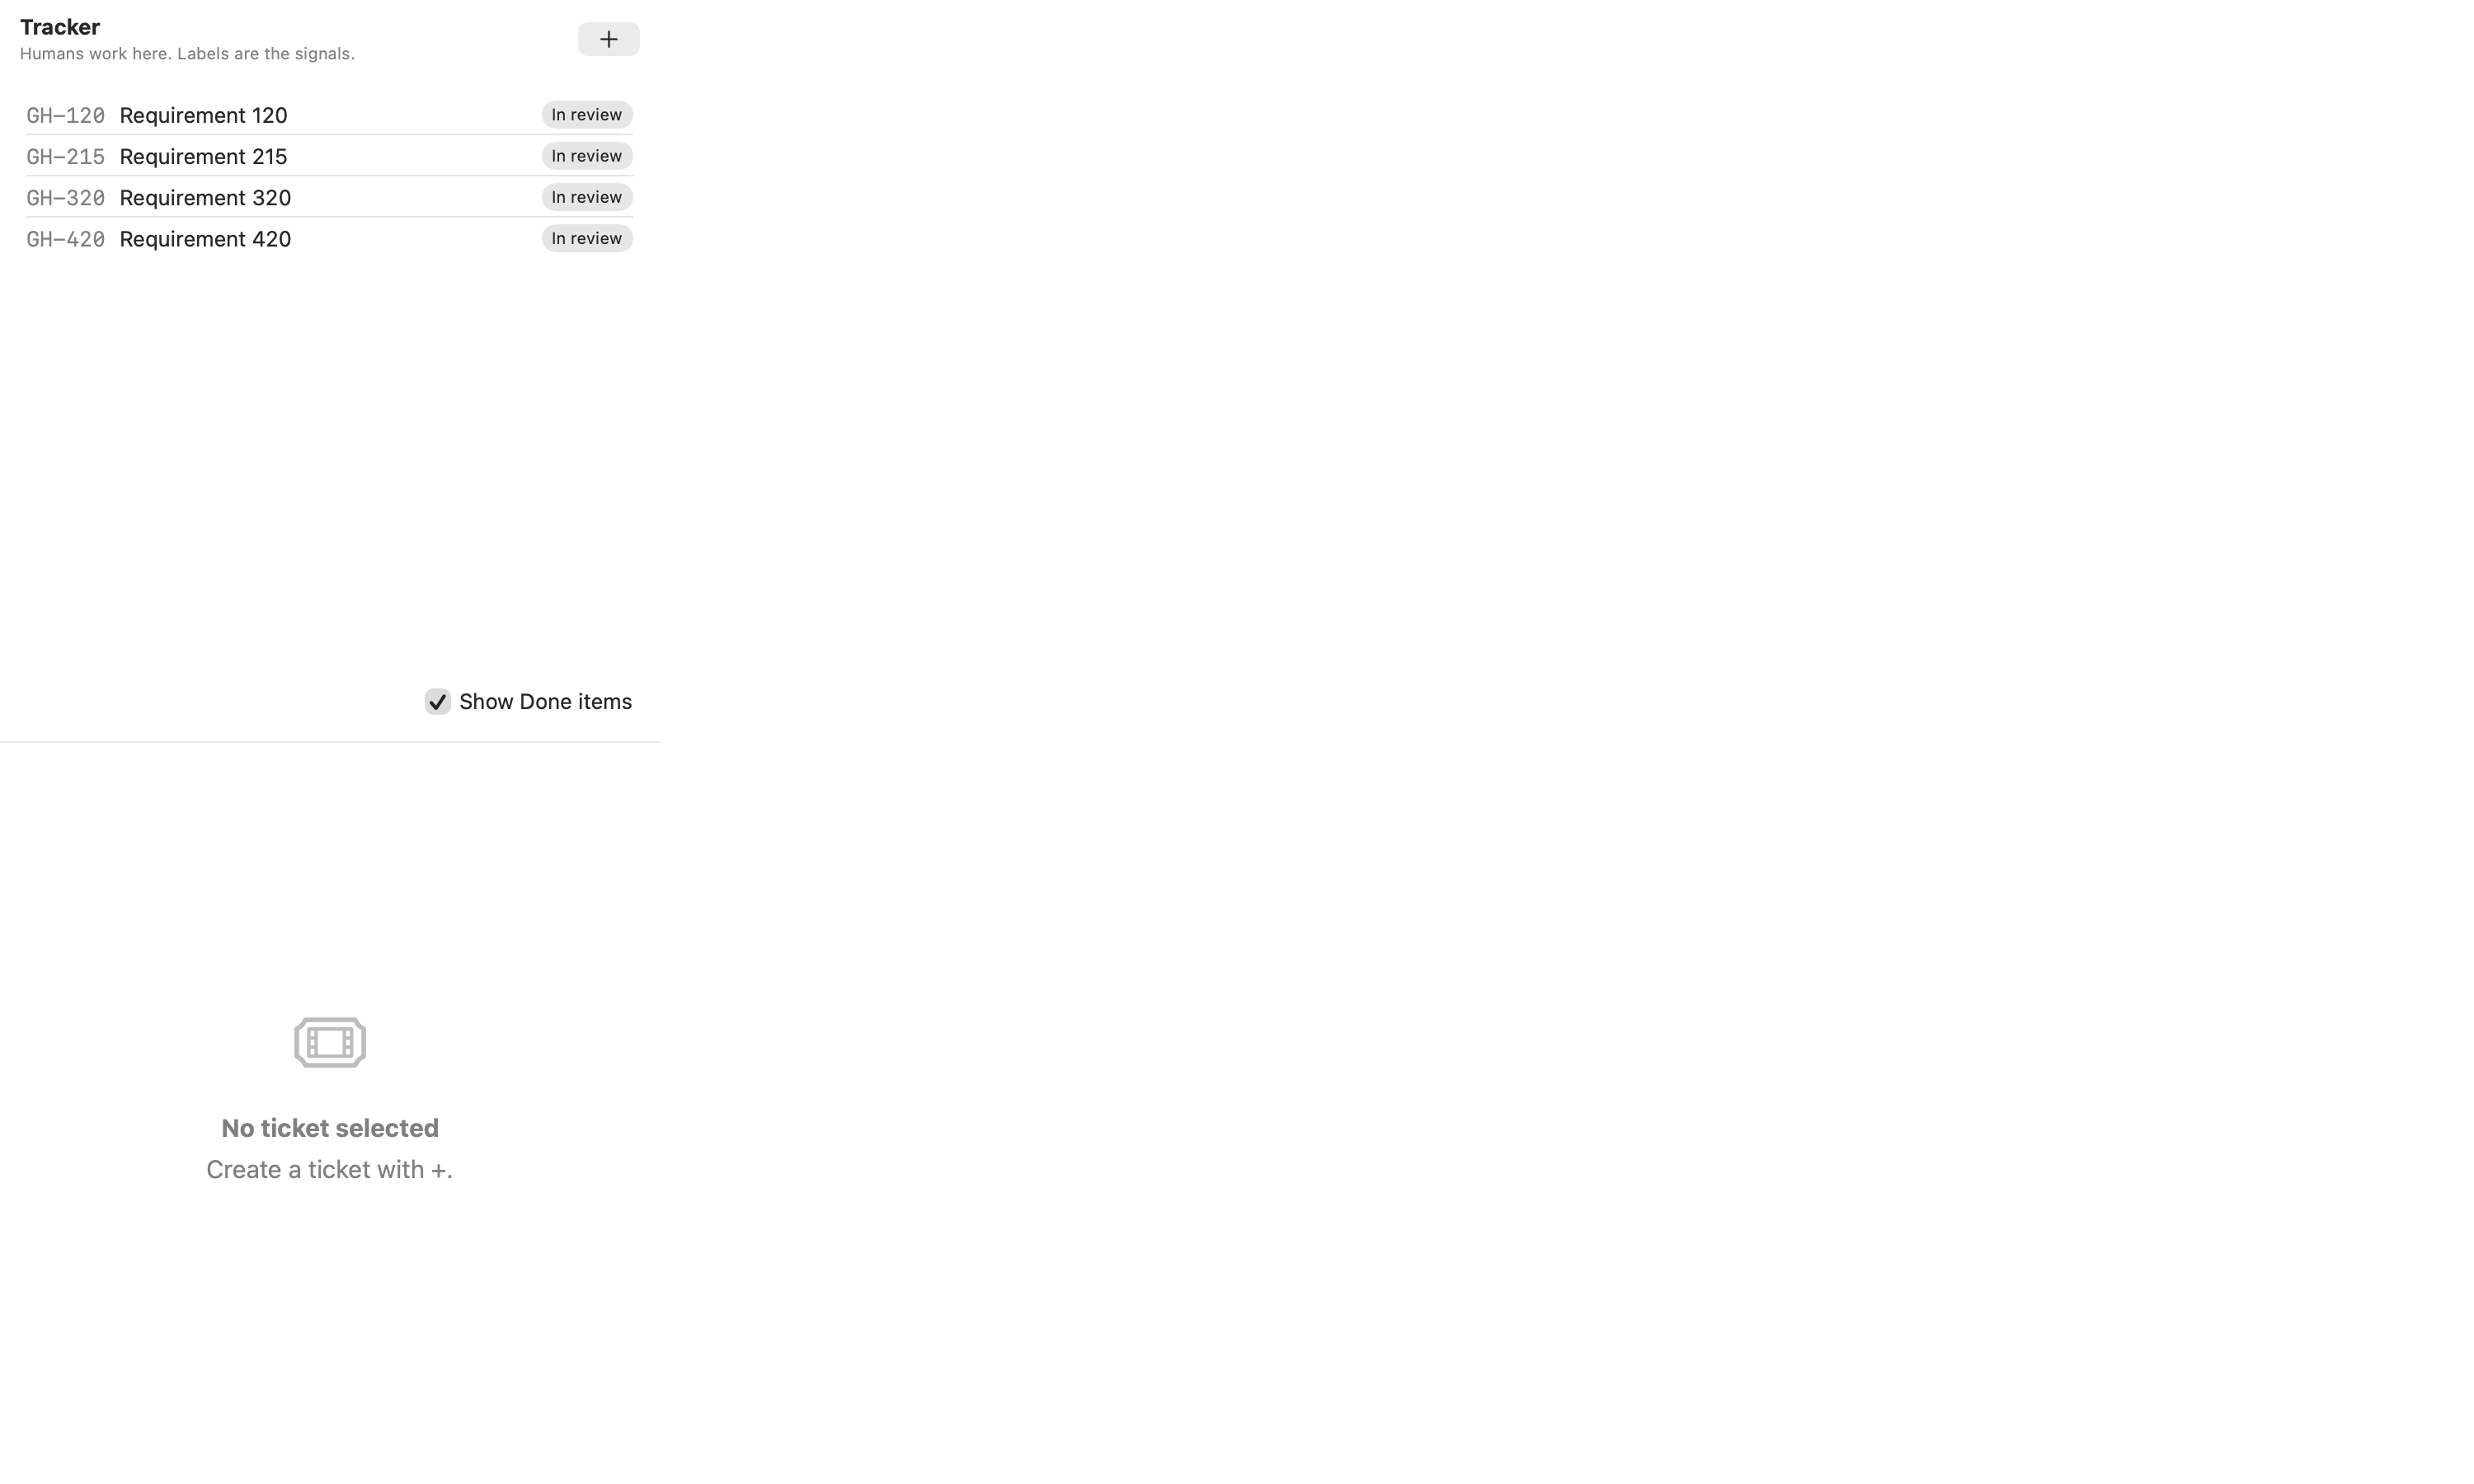 Tracker
Humans work here. Labels are the signals.
+
GH-120 Requirement 120 In review
GH-215 Requirement 215 In review
GH-320 Requirement 320 In review
GH-420 Requirement 420 In review
Show Done items
No ticket selected
Create a ticket with +.